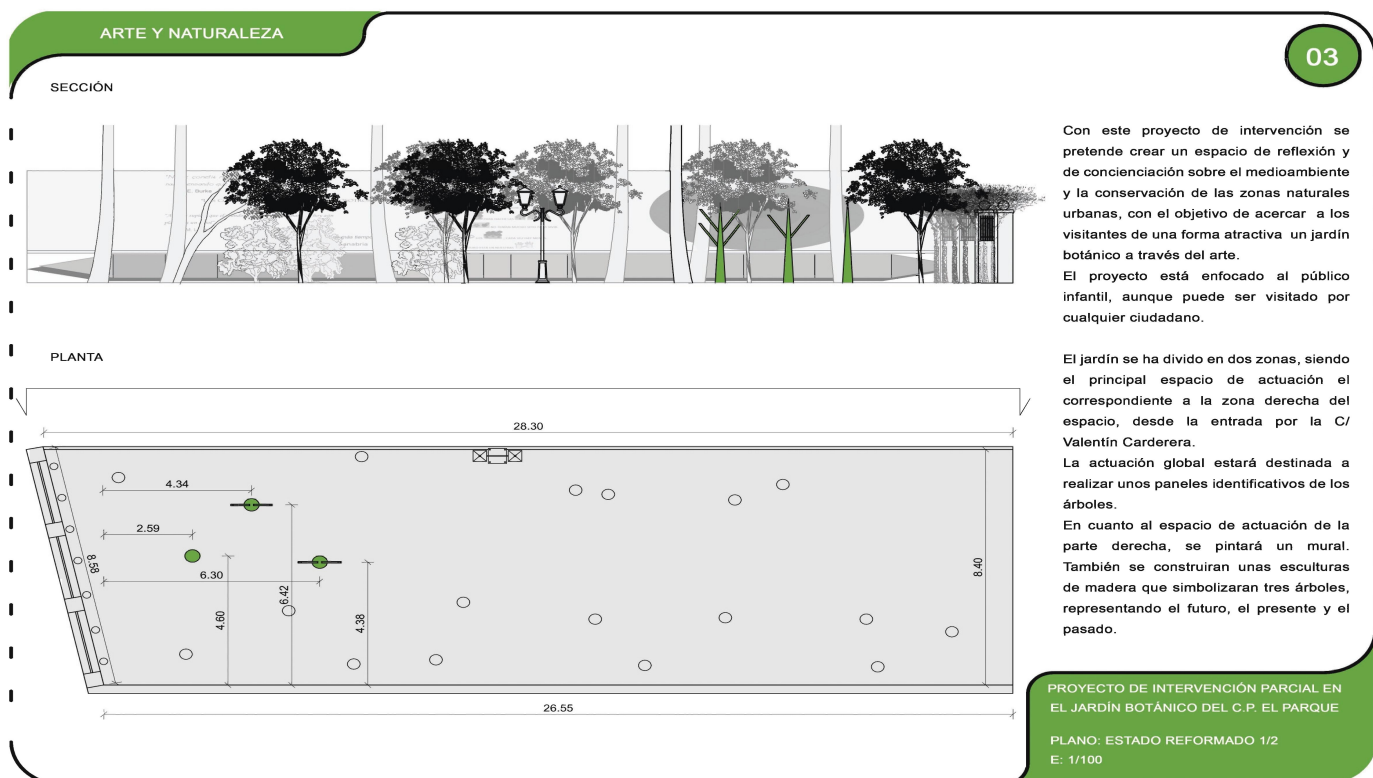 ARTE Y NATURALEZA
03
SECCIÓN
Con este proyecto de intervención se
pretende crear un espacio de reflexión y
de concienciación sobre el medioambiente
y la conservación de las zonas naturales
urbanas, con el objetivo de acercar a los
visitantes de una forma atractiva un jardín
botánico a través del arte.
El proyecto está enfocado al público
infantil, aunque puede ser visitado por
cualquier ciudadano.
El jardín se ha divido en dos zonas, siendo
el principal espacio de actuación el
correspondiente a la zona derecha del
espacio, desde la entrada por la C/
Valentín Carderera.
La actuación global estará destinada a
realizar unos paneles identificativos de los
árboles.
En cuanto al espacio de actuación de la
parte derecha, se pintará un mural.
También se construiran unas esculturas
de madera que simbolizaran tres árboles,
representando el futuro, el presente y el
pasado.
PLANTA
28.30
4.34
2.59
8.58
6.30
6.42
4.60
4.38
8.40
26.55
PROYECTO DE INTERVENCIÓN PARCIAL EN
EL JARDÍN BOTÁNICO DEL C.P. EL PARQUE
PLANO: ESTADO REFORMADO 1/2
E: 1/100